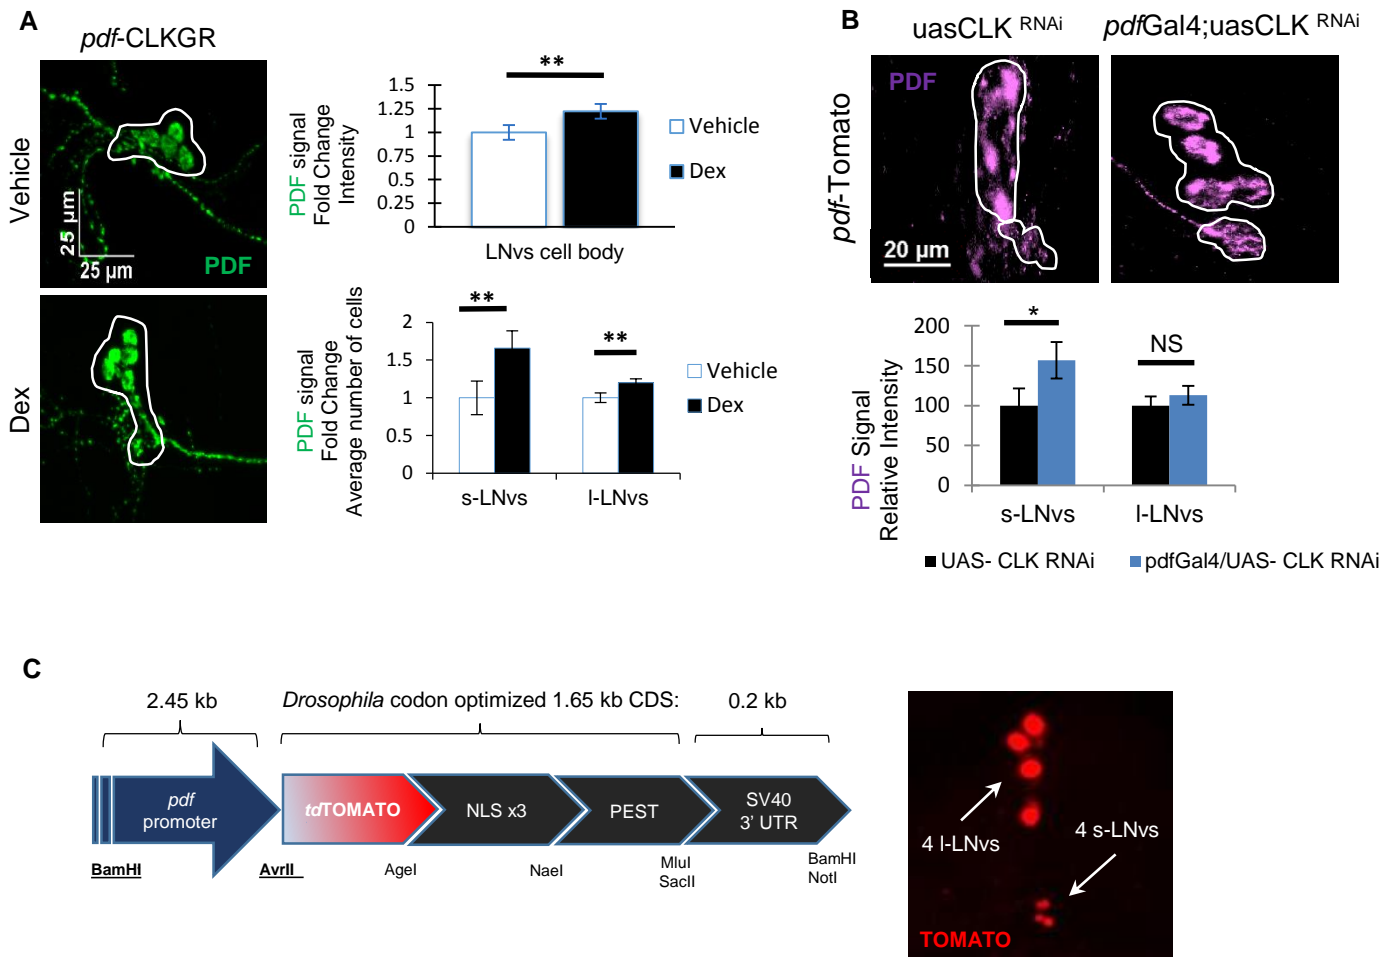 A
pdf-CLKGR
Vehicle
25 µm
25 µm
PDF
Dex
PDF signal
Fold Change
Intensity
1.5
1.25
1
0.75
0.5
0.25
0
**
LNvs cell body
Vehicle
Dex
PDF signal
Fold Change
Average number of cells
2
1.5
1
0.5
0
**
**
s-LNvs
l-LNvs
Vehicle
Dex
B
uasCLK RNAi
pdfGal4;uasCLK RNAi
pdf-Tomato
PDF
20 µm
PDF Signal
Relative Intensity
200
150
100
50
0
*
NS
s-LNvs
l-LNvs
UAS- CLK RNAi
pdfGal4/UAS- CLK RNAi
C
2.45 kb
Drosophila codon optimized 1.65 kb CDS:
0.2 kb
pdf
promoter
tdTOMATO
NLS x3
PEST
SV40
3' UTR
BamHI
AvrII
AgeI
NaeI
MluI
SacII
BamHI
NotI
4 l-LNvs
4 s-LNvs
TOMATO